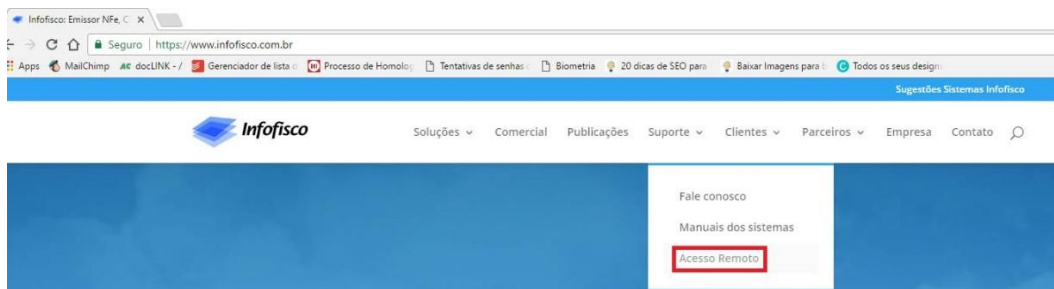 Infofisco: Emissor NFe, C
Seguro https://www.infofisco.com.br
Apps MailChimp docLINK - / Gerenciador de lista d Processo de Homolog Tentativas de senhas Biometria 20 dicas de SEO para Baixar Imagens para b Todos os seus design
Sugestões Sistemas Infofisco
Infofisco Soluções Comercial Publicações Suporte Clientes Parceiros Empresa Contato
Fale conosco
Manuais dos sistemas
Acesso Remoto